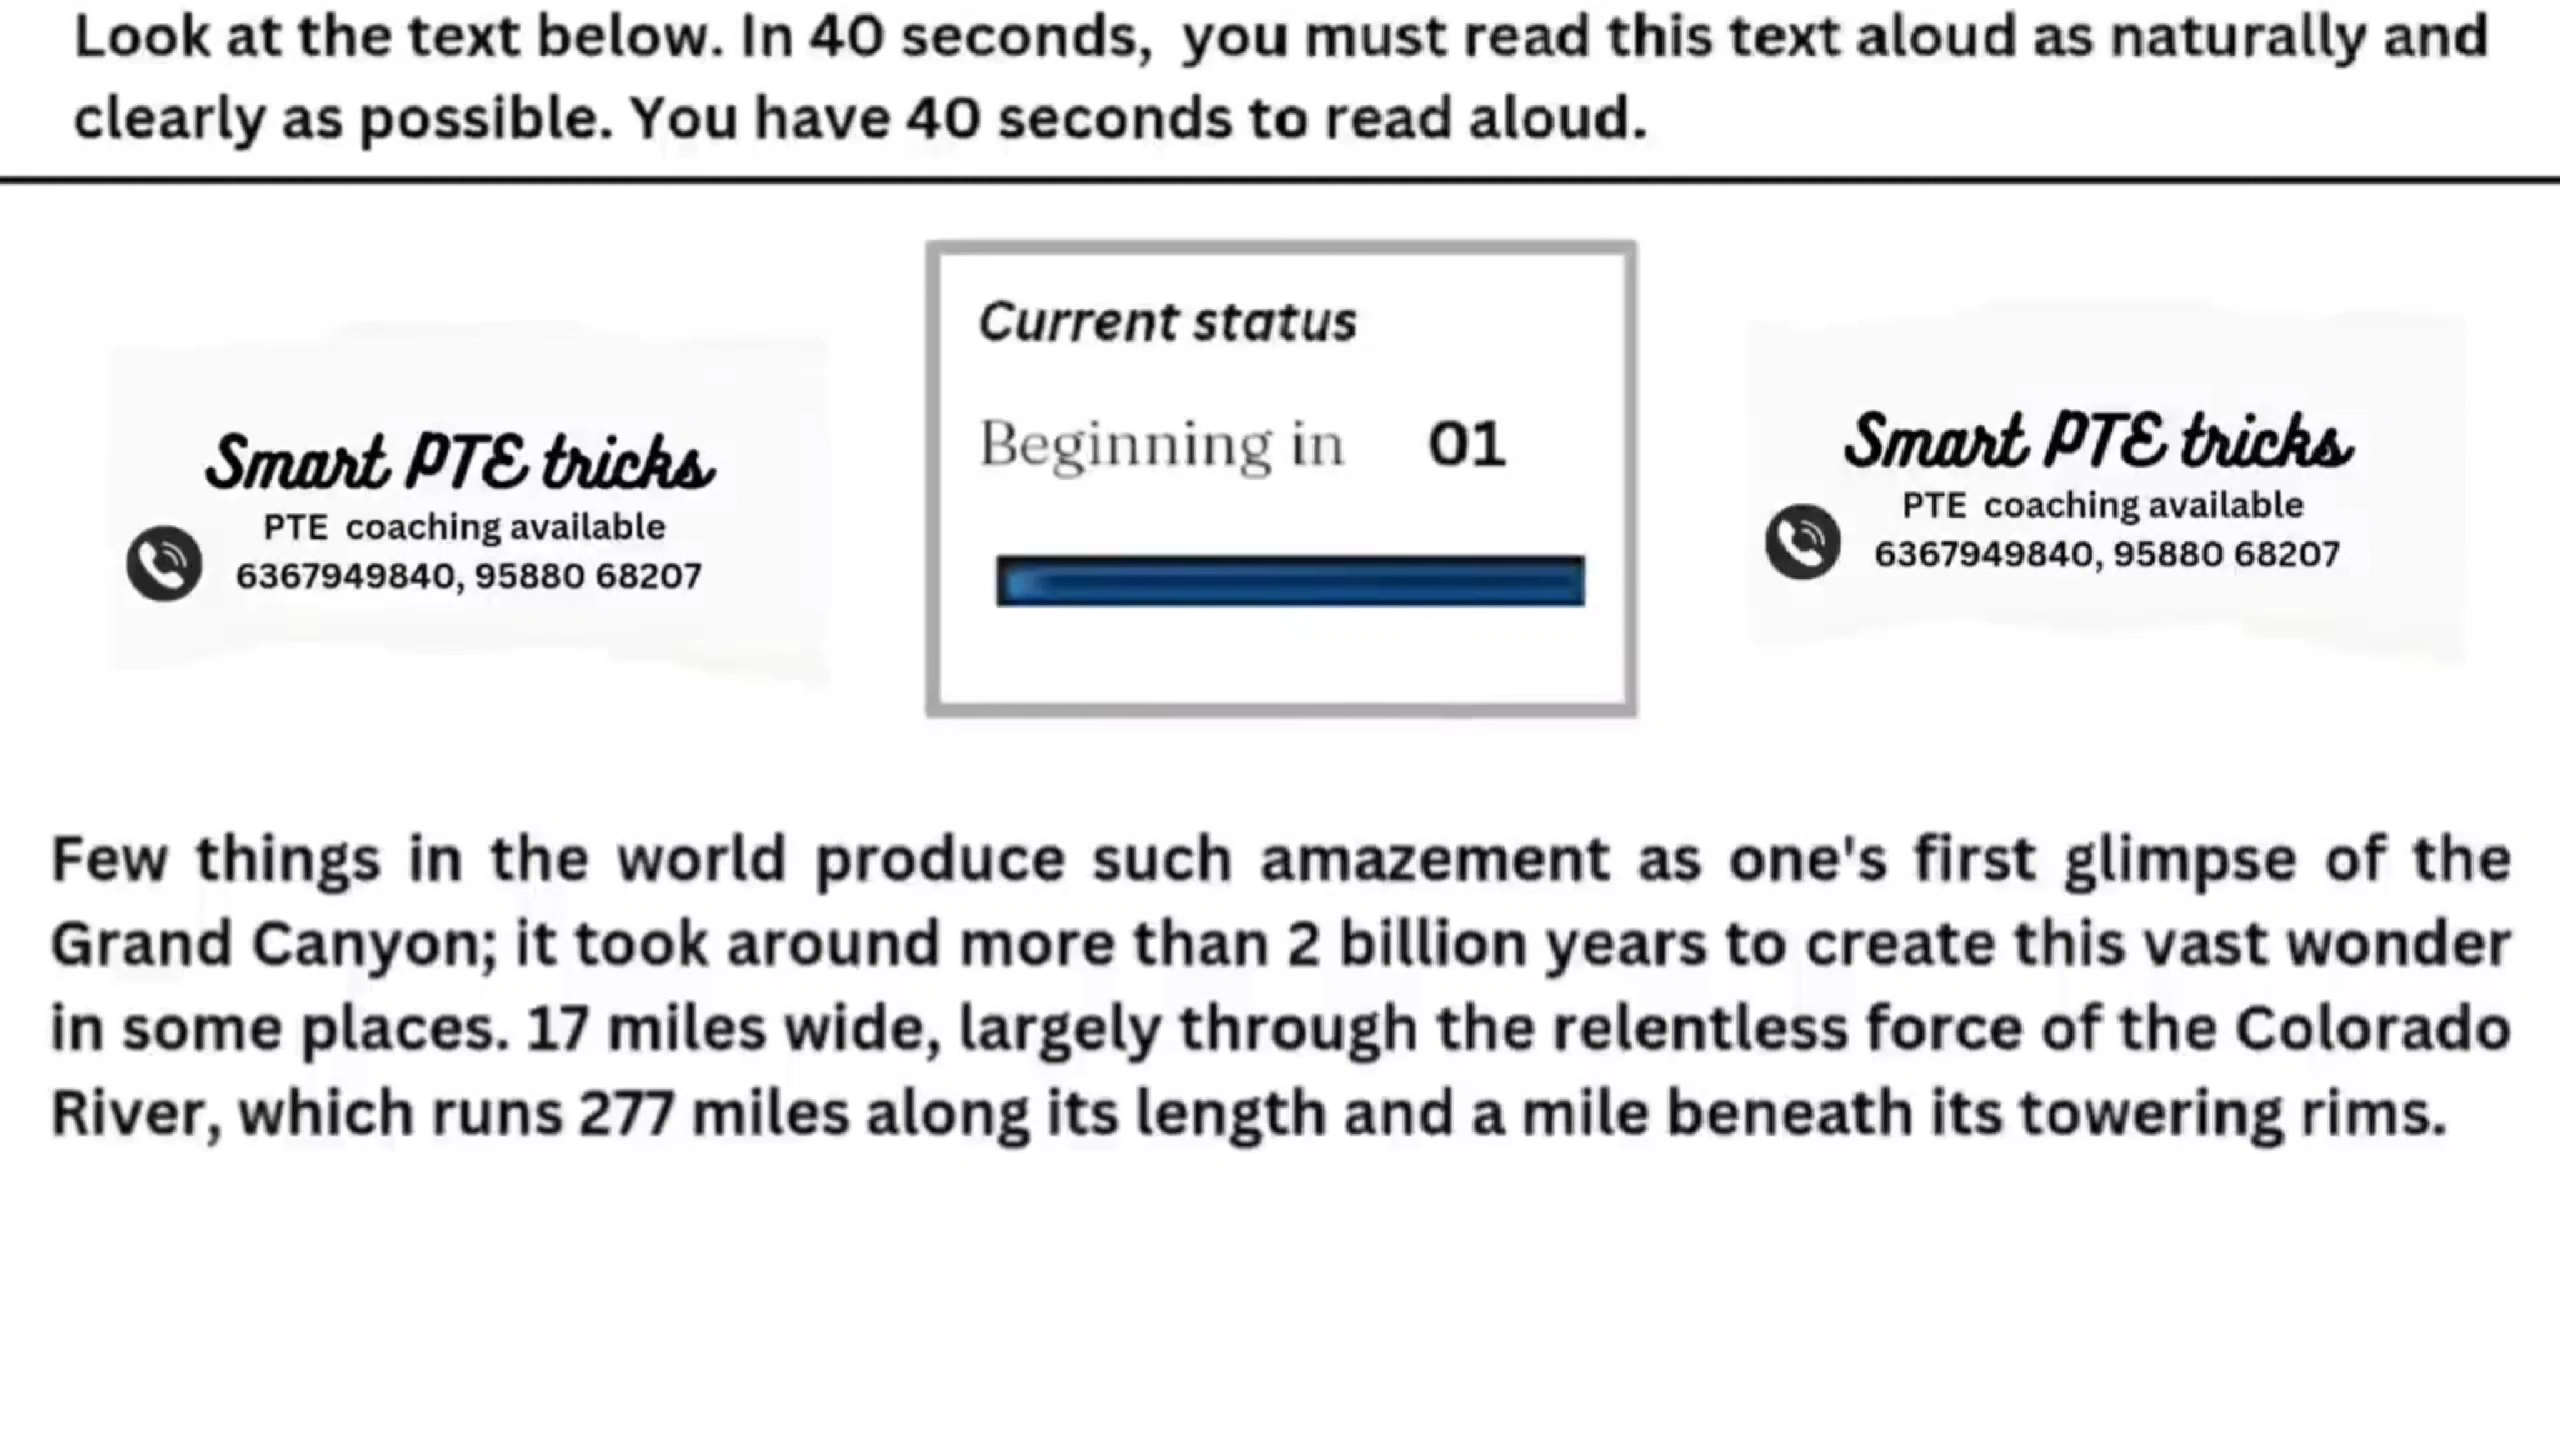 Look at the text below. In 40 seconds,  you must read this text aloud as naturally and
clearly as possible. You have 40 seconds to read aloud.
Current status
Beginning in 01
Smart PTE tricks
PTE  coaching available
6367949840, 95880 68207
Smart PTE tricks
PTE  coaching available
6367949840, 95880 68207
Few things in the world produce such amazement as one's first glimpse of the
Grand Canyon; it took around more than 2 billion years to create this vast wonder
in some places. 17 miles wide, largely through the relentless force of the Colorado
River, which runs 277 miles along its length and a mile beneath its towering rims.